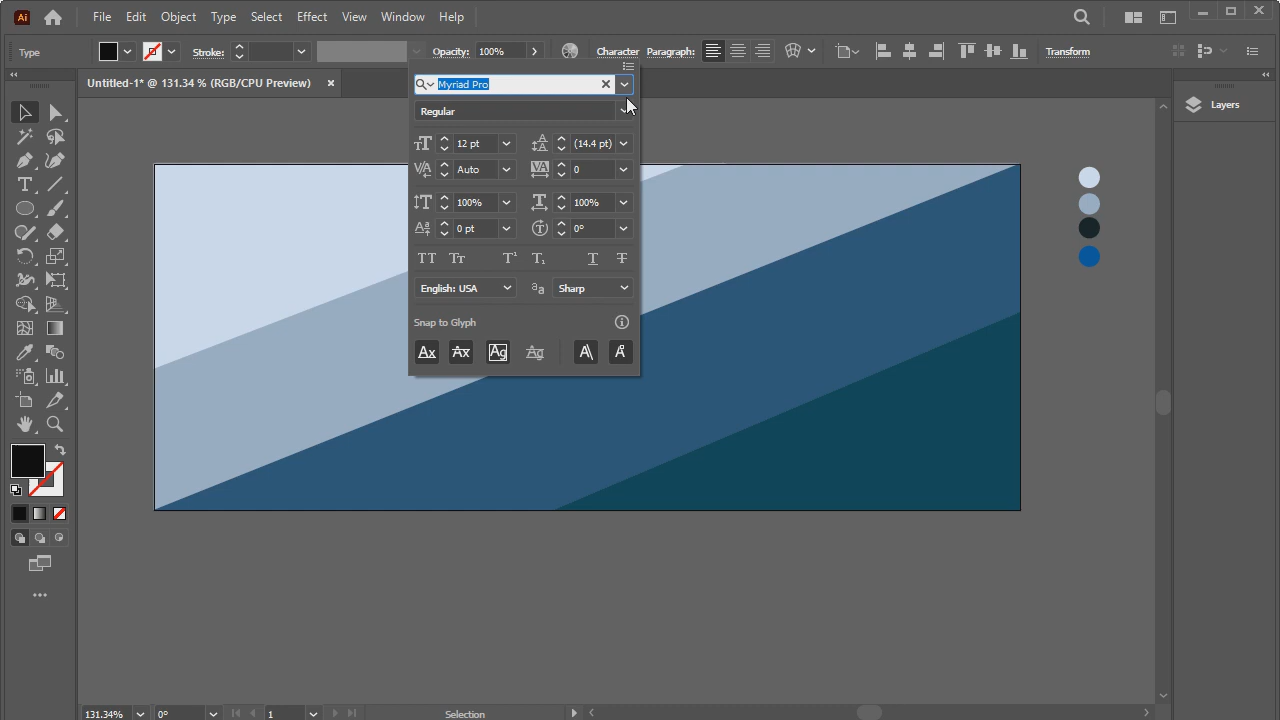 Ai File Edit Object Type Select Effect View Window Help
Type Stroke: Opacity: 100% Character Paragraph: Transform
Untitled-1* @ 131.34 % (RGB/CPU Preview)
Layers
Myriad Pro
Regular
12 pt (14.4 pt)
Auto 0
100% 100%
0 pt 0°
English: USA Sharp
Snap to Glyph
131.34% 0° 1 Selection